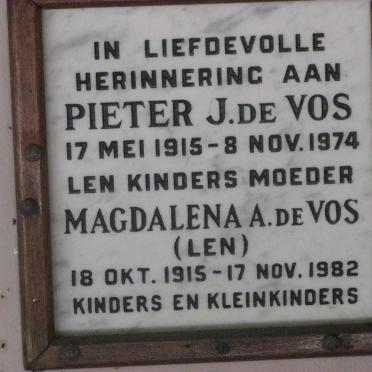 IN LIEFDEVOLLE
HERINNERING AAN
PIETER J. DE VOS
17 MEI 1915 - 8 NOV. 1974
LEN KINDERS MOEDER
MAGDALENA A. DE VOS
(LEN)
18 OKT. 1915 - 17 NOV. 1982
KINDERS EN KLEINKINDERS